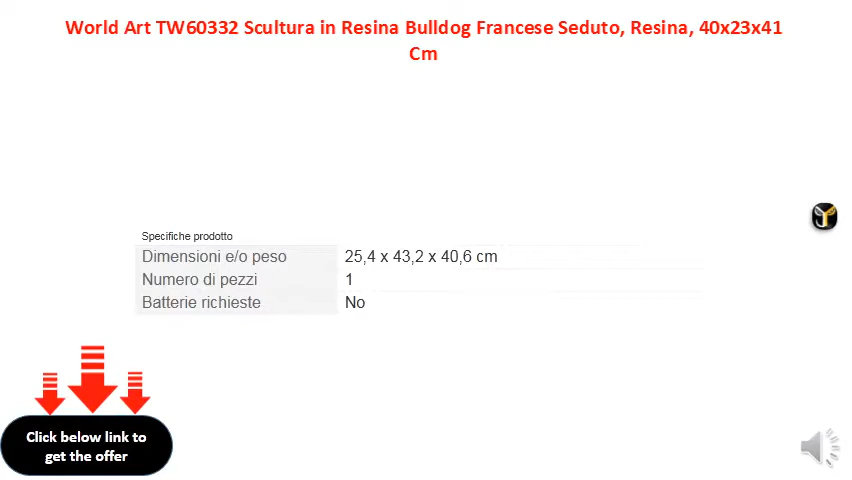 World Art TW60332 Scultura in Resina Bulldog Francese Seduto, Resina, 40x23x41
Cm
Specifiche prodotto
Dimensioni e/o peso 25,4 x 43,2 x 40,6 cm
Numero di pezzi 1
Batterie richieste No
Click below link to
get the offer